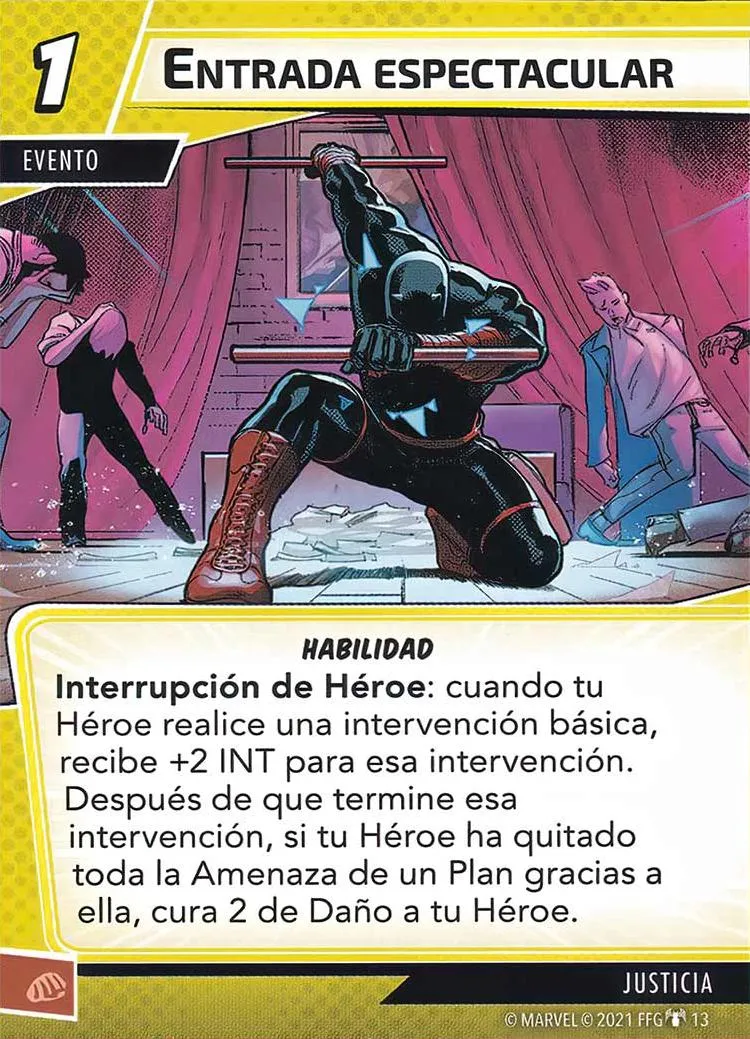 1
ENTRADA ESPECTACULAR
EVENTO
HABILIDAD
Interrupción de Héroe: cuando tu
Héroe realice una intervención básica,
recibe +2 INT para esa intervención.
Después de que termine esa
intervención, si tu Héroe ha quitado
toda la Amenaza de un Plan gracias a
ella, cura 2 de Daño a tu Héroe.
JUSTICIA
© MARVEL © 2021 FFG 13